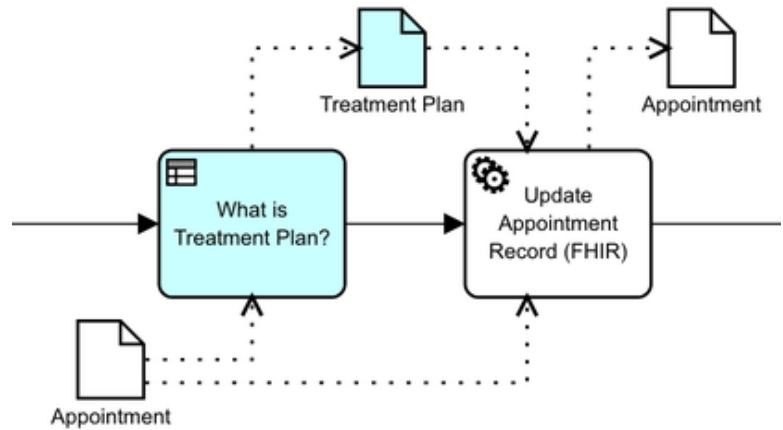 Treatment Plan
Appointment
What is
Treatment Plan?
Update
Appointment
Record (FHIR)
Appointment